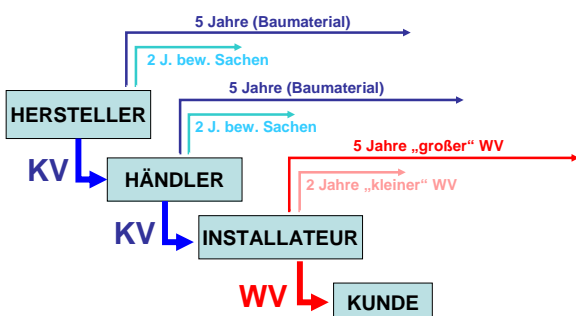 5 Jahre (Baumaterial)
2 J. bew. Sachen
HERSTELLER
5 Jahre (Baumaterial)
2 J. bew. Sachen
KV
HÄNDLER
5 Jahre „großer“ WV
2 Jahre „kleiner“ WV
KV
INSTALLATEUR
WV
KUNDE